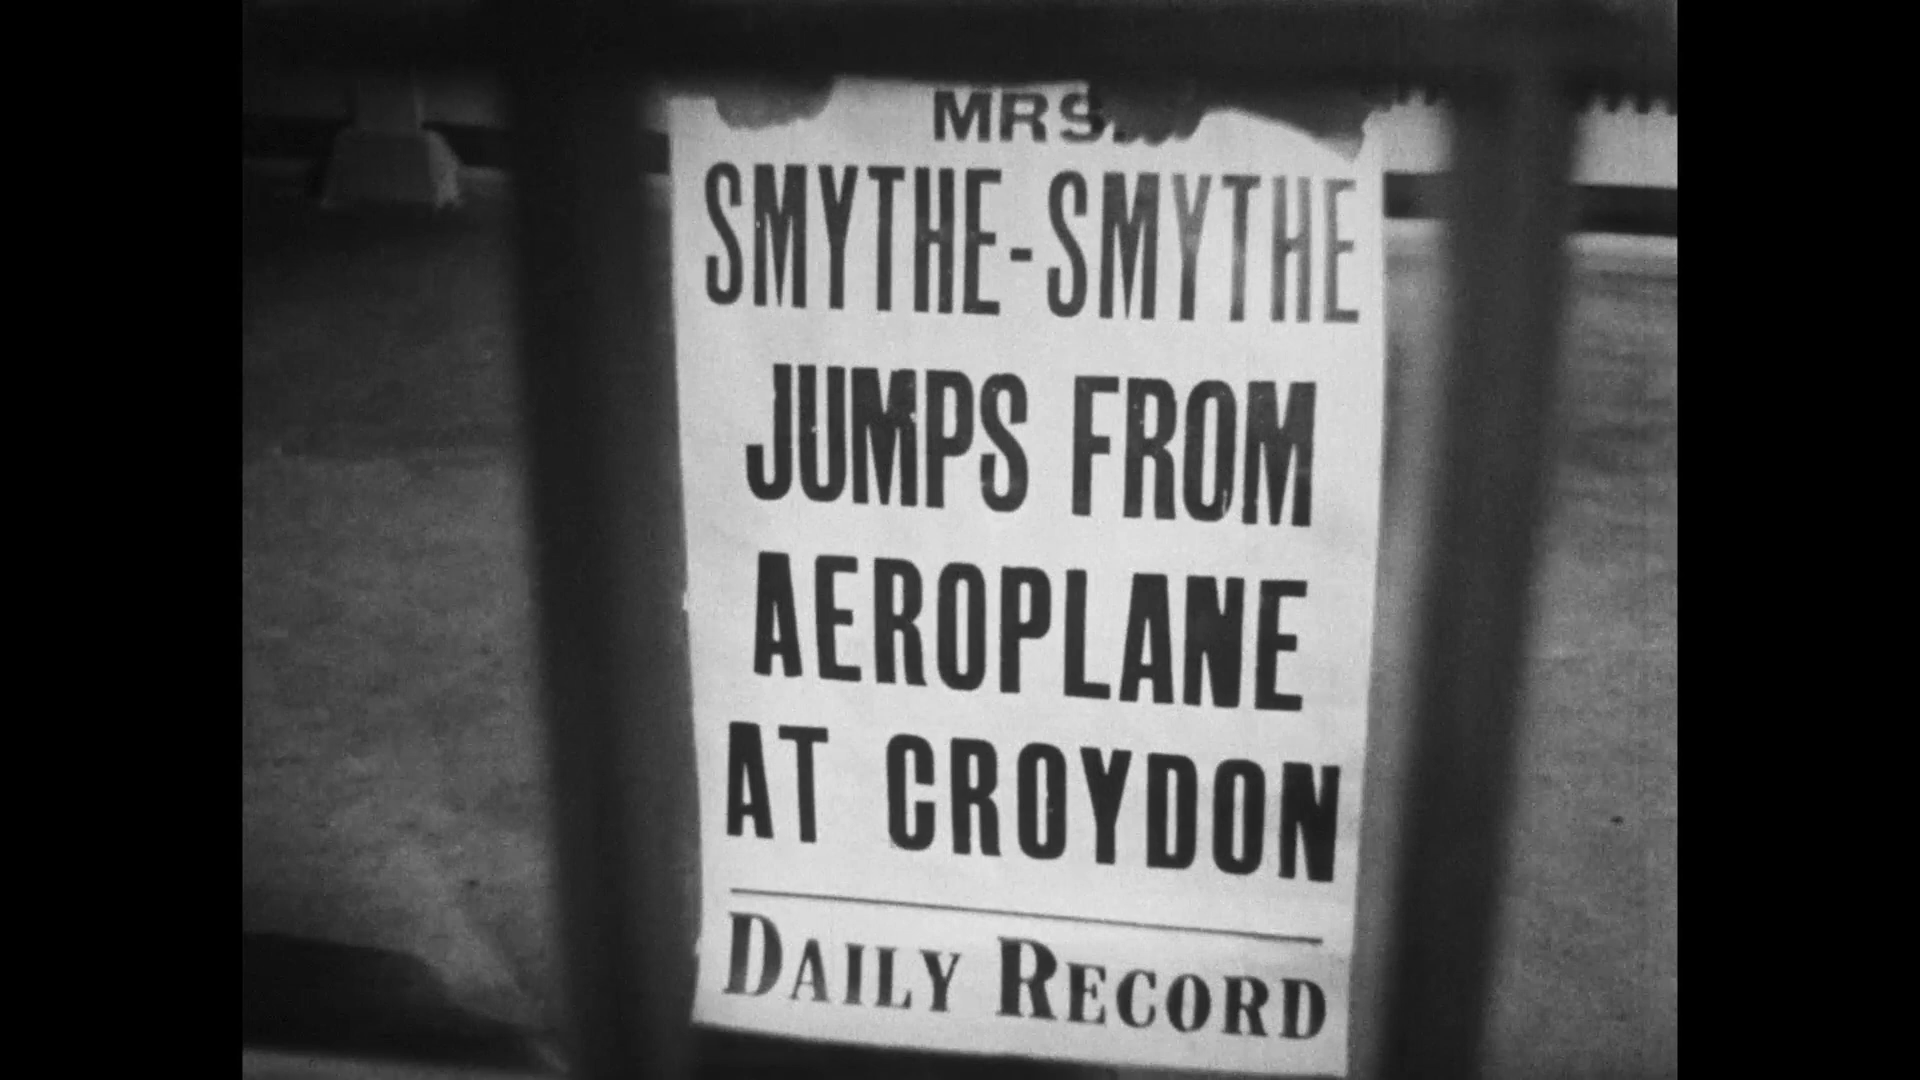 MRS.
SMYTHE-SMYTHE
JUMPS FROM
AEROPLANE
AT CROYDON
DAILY RECORD